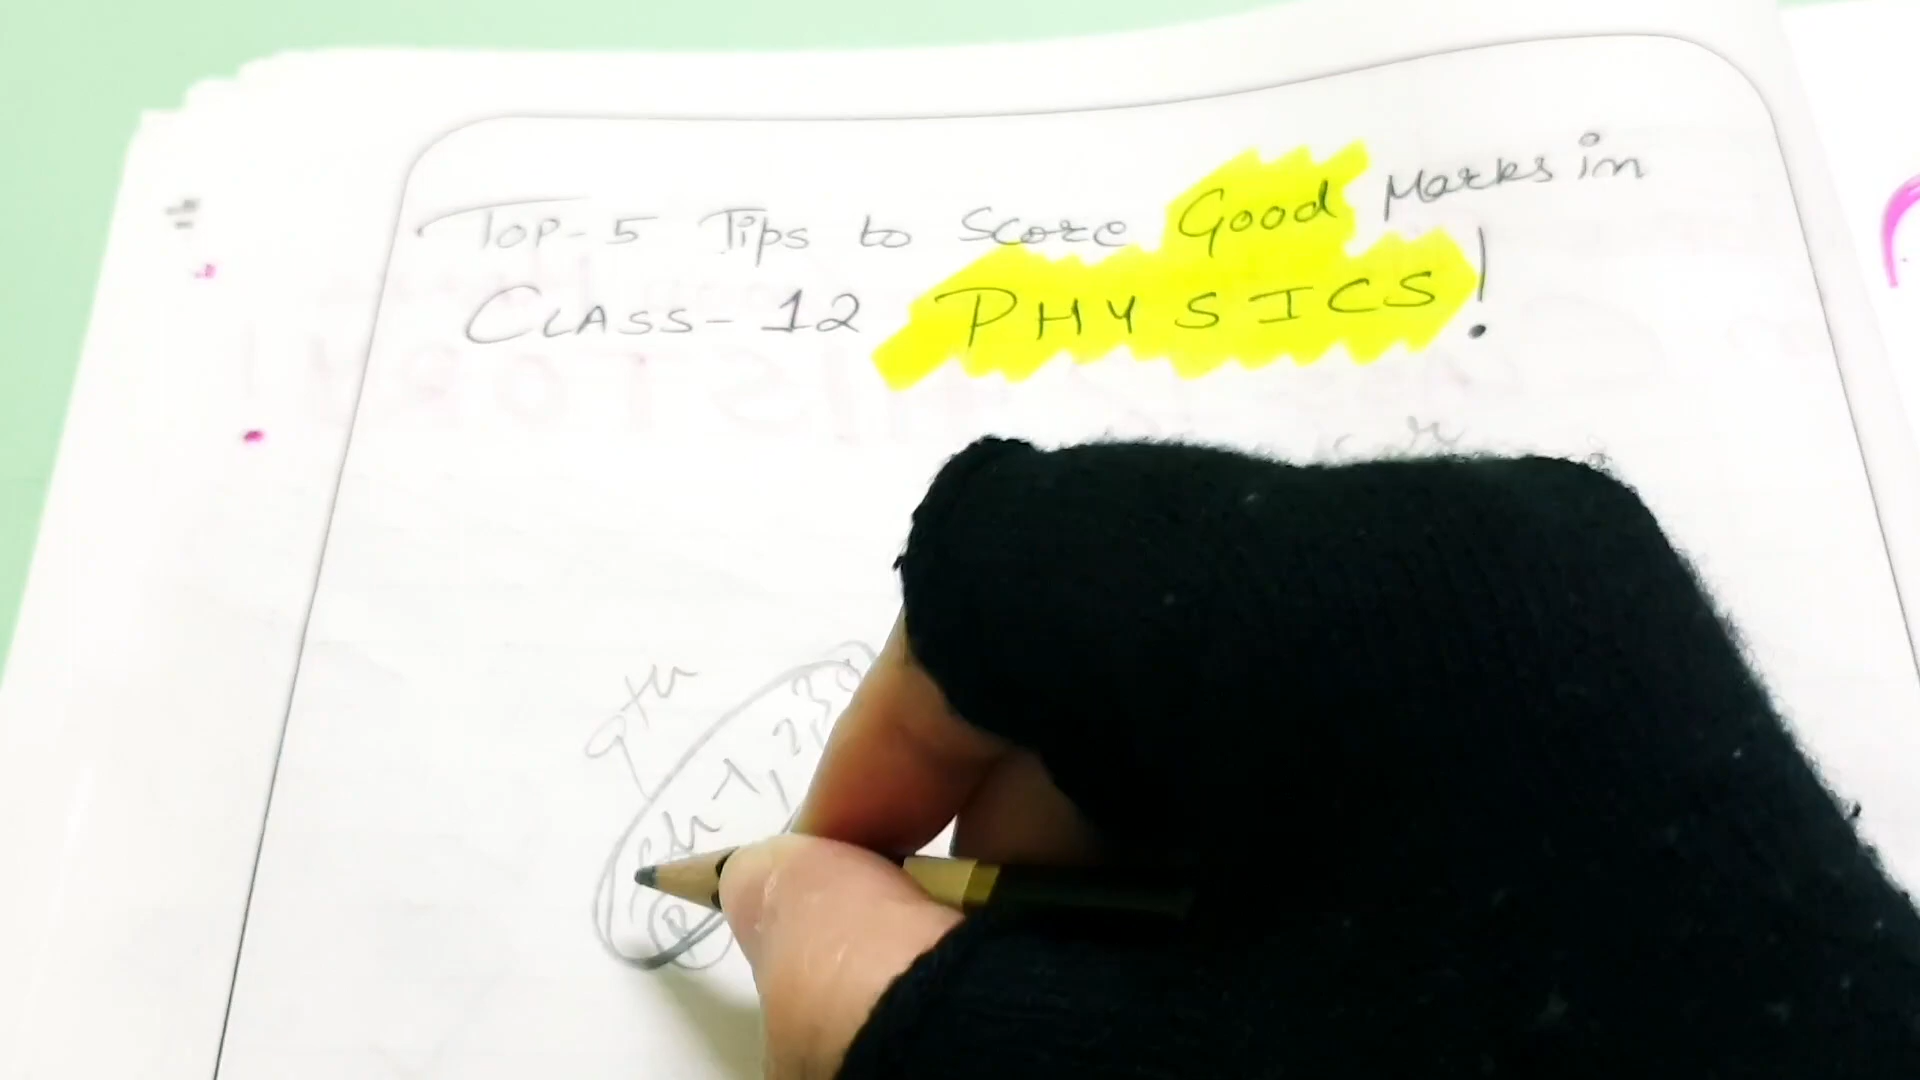 Top-5 Tips to Score Good Marks in
CLASS-12 PHYSICS!
9th
Ch-1,2,3